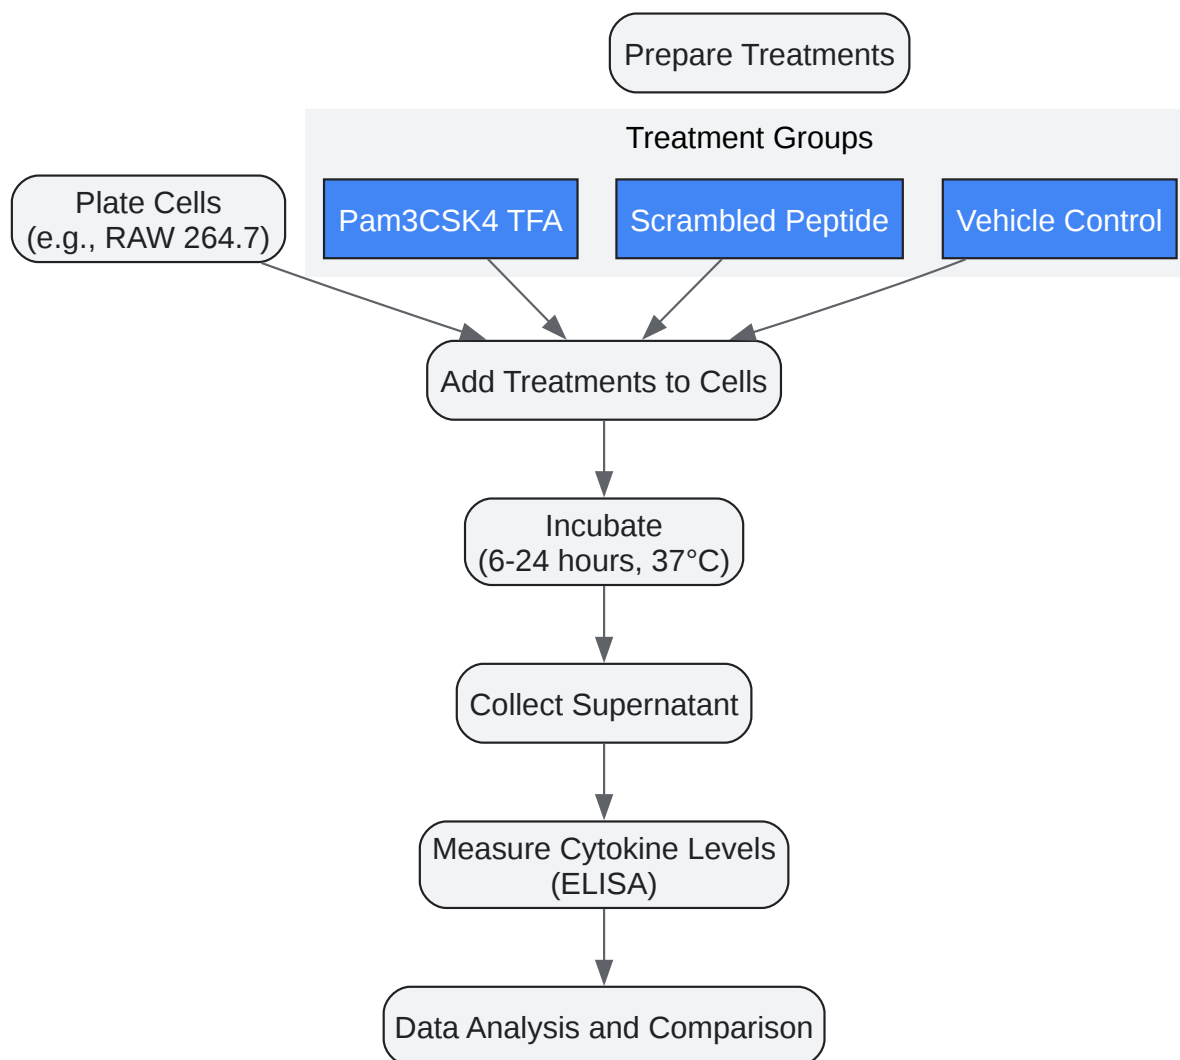 Prepare Treatments
Treatment Groups
Plate Cells
(e.g., RAW 264.7)
Pam3CSK4 TFA
Scrambled Peptide
Vehicle Control
Add Treatments to Cells
Incubate
(6-24 hours, 37°C)
Collect Supernatant
Measure Cytokine Levels
(ELISA)
Data Analysis and Comparison